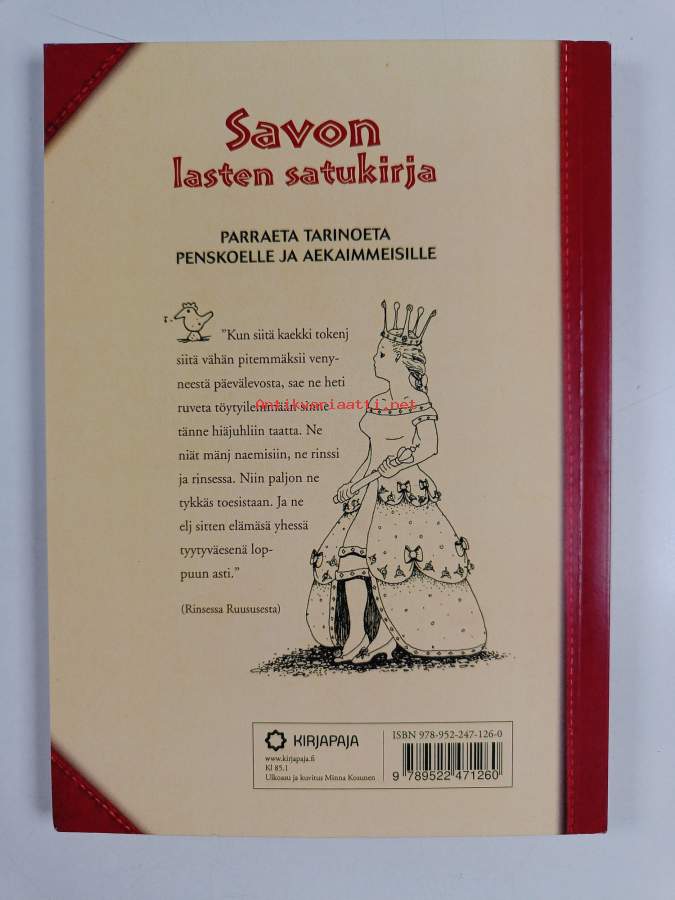 Savon
lasten satukirja
PARRAETA TARINOETA
PENSKOELLE JA AEKAIMMEISILLE
"Kun siitä kaekki tokenj
siitä vähän pitemmäksii veny-
neestä päevälevosta, sae ne heti
ruveta töytyilemmään sinne
tänne hiäjuhliin taatta. Ne
niät mänj naemisiin, ne rinssi
ja rinsessa. Niin paljon ne
tykkäs toesistaan. Ja ne
elj sitten elämäsä yhessä
tyytyväesenä lop-
puun asti."
(Rinsessa Ruususesta)
Antikvariaatti.net
KIRJAPAJA
www.kirjapaja.fi
Kl 85.1
Ulkoasu ja kuvitus Minna Kosunen
ISBN 978-952-247-126-0
9 789522 471260